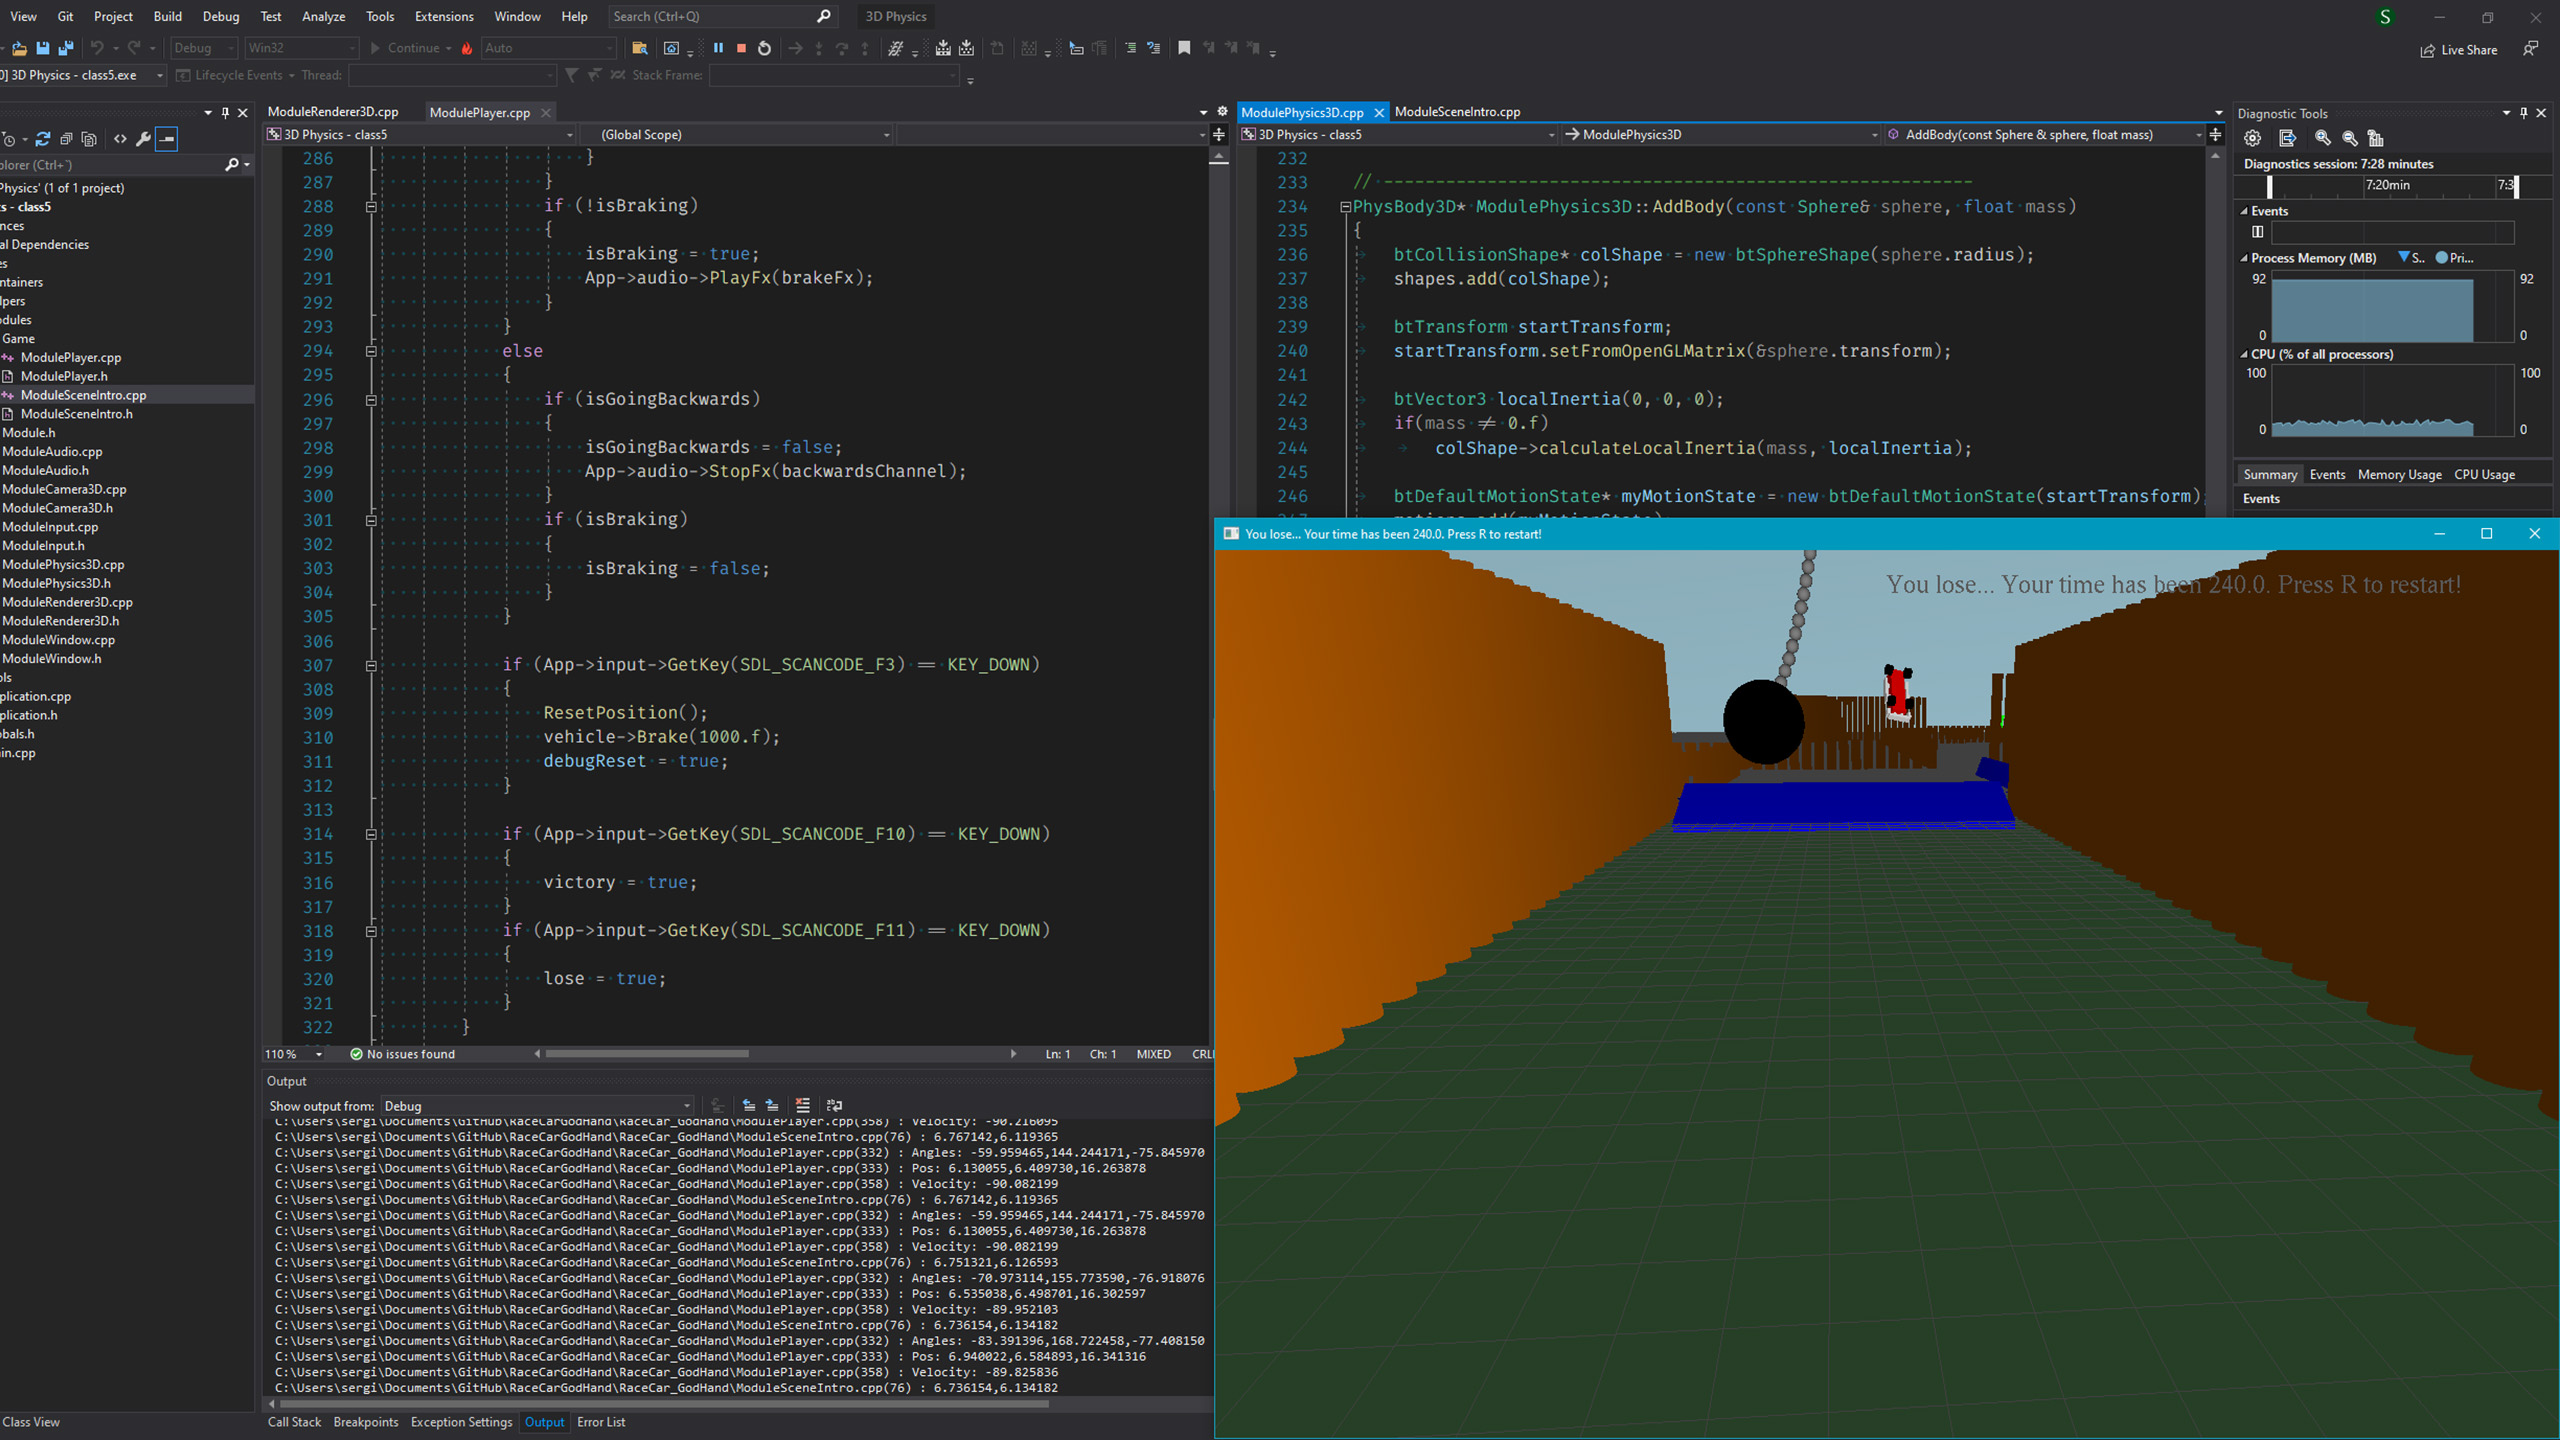 View Git Project Build Debug Test Analyze Tools Extensions Window Help Search (Ctrl+Q) 3D Physics S
Debug Win32 Continue Auto Live Share
0] 3D Physics - class5.exe Lifecycle Events Thread: Stack Frame:
plorer (Ctrl+¨)
Physics' (1 of 1 project)
s - class5
nces
al Dependencies
es
ntainers
lpers
odules
Game
ModulePlayer.cpp
ModulePlayer.h
ModuleSceneIntro.cpp
ModuleSceneIntro.h
Module.h
ModuleAudio.cpp
ModuleAudio.h
ModuleCamera3D.cpp
ModuleCamera3D.h
ModuleInput.cpp
ModuleInput.h
ModulePhysics3D.cpp
ModulePhysics3D.h
ModuleRenderer3D.cpp
ModuleRenderer3D.h
ModuleWindow.cpp
ModuleWindow.h
ols
plication.cpp
plication.h
obals.h
in.cpp
Class View
ModuleRenderer3D.cpp ModulePlayer.cpp
3D Physics - class5 (Global Scope)
286 }
287 }
288 if (!isBraking)
289 {
290 isBraking = true;
291 App->audio->PlayFx(brakeFx);
292 }
293 }
294 else
295 {
296 if (isGoingBackwards)
297 {
298 isGoingBackwards = false;
299 App->audio->StopFx(backwardsChannel);
300 }
301 if (isBraking)
302 {
303 isBraking = false;
304 }
305 }
306
307 if (App->input->GetKey(SDL_SCANCODE_F3) == KEY_DOWN)
308 {
309 ResetPosition();
310 vehicle->Brake(1000.f);
311 debugReset = true;
312 }
313
314 if (App->input->GetKey(SDL_SCANCODE_F10) == KEY_DOWN)
315 {
316 victory = true;
317 }
318 if (App->input->GetKey(SDL_SCANCODE_F11) == KEY_DOWN)
319 {
320 lose = true;
321 }
322 }
110 % No issues found Ln: 1 Ch: 1 MIXED CRL
Output
Show output from: Debug
C:\Users\sergi\Documents\GitHub\RaceCarGodHand\RaceCar_GodHand\ModulePlayer.cpp(358) : Velocity: -90.216095
C:\Users\sergi\Documents\GitHub\RaceCarGodHand\RaceCar_GodHand\ModuleSceneIntro.cpp(76) : 6.767142,6.119365
C:\Users\sergi\Documents\GitHub\RaceCarGodHand\RaceCar_GodHand\ModulePlayer.cpp(332) : Angles: -59.959465,144.244171,-75.845970
C:\Users\sergi\Documents\GitHub\RaceCarGodHand\RaceCar_GodHand\ModulePlayer.cpp(333) : Pos: 6.130055,6.409730,16.263878
C:\Users\sergi\Documents\GitHub\RaceCarGodHand\RaceCar_GodHand\ModulePlayer.cpp(358) : Velocity: -90.082199
C:\Users\sergi\Documents\GitHub\RaceCarGodHand\RaceCar_GodHand\ModuleSceneIntro.cpp(76) : 6.767142,6.119365
C:\Users\sergi\Documents\GitHub\RaceCarGodHand\RaceCar_GodHand\ModulePlayer.cpp(332) : Angles: -59.959465,144.244171,-75.845970
C:\Users\sergi\Documents\GitHub\RaceCarGodHand\RaceCar_GodHand\ModulePlayer.cpp(333) : Pos: 6.130055,6.409730,16.263878
C:\Users\sergi\Documents\GitHub\RaceCarGodHand\RaceCar_GodHand\ModulePlayer.cpp(358) : Velocity: -90.082199
C:\Users\sergi\Documents\GitHub\RaceCarGodHand\RaceCar_GodHand\ModuleSceneIntro.cpp(76) : 6.751321,6.126593
C:\Users\sergi\Documents\GitHub\RaceCarGodHand\RaceCar_GodHand\ModulePlayer.cpp(332) : Angles: -70.973114,155.773590,-76.918076
C:\Users\sergi\Documents\GitHub\RaceCarGodHand\RaceCar_GodHand\ModulePlayer.cpp(333) : Pos: 6.535038,6.498701,16.302597
C:\Users\sergi\Documents\GitHub\RaceCarGodHand\RaceCar_GodHand\ModulePlayer.cpp(358) : Velocity: -89.952103
C:\Users\sergi\Documents\GitHub\RaceCarGodHand\RaceCar_GodHand\ModuleSceneIntro.cpp(76) : 6.736154,6.134182
C:\Users\sergi\Documents\GitHub\RaceCarGodHand\RaceCar_GodHand\ModulePlayer.cpp(332) : Angles: -83.391396,168.722458,-77.408150
C:\Users\sergi\Documents\GitHub\RaceCarGodHand\RaceCar_GodHand\ModulePlayer.cpp(333) : Pos: 6.940022,6.584893,16.341316
C:\Users\sergi\Documents\GitHub\RaceCarGodHand\RaceCar_GodHand\ModulePlayer.cpp(358) : Velocity: -89.825836
C:\Users\sergi\Documents\GitHub\RaceCarGodHand\RaceCar_GodHand\ModuleSceneIntro.cpp(76) : 6.736154,6.134182
Call Stack Breakpoints Exception Settings Output Error List
ModulePhysics3D.cpp ModuleSceneIntro.cpp
3D Physics - class5 ModulePhysics3D AddBody(const Sphere & sphere, float mass)
232
233 // ---------------------------------------------------------
234 PhysBody3D* ModulePhysics3D::AddBody(const Sphere& sphere, float mass)
235 {
236 btCollisionShape* colShape = new btSphereShape(sphere.radius);
237 shapes.add(colShape);
238
239 btTransform startTransform;
240 startTransform.setFromOpenGLMatrix(&sphere.transform);
241
242 btVector3 localInertia(0, 0, 0);
243 if(mass != 0.f)
244 colShape->calculateLocalInertia(mass, localInertia);
245
246 btDefaultMotionState* myMotionState = new btDefaultMotionState(startTransform);
247 motions.add(myMotionState);
Diagnostic Tools
Diagnostics session: 7:28 minutes
7:20min 7:3
Events
Process Memory (MB) S.. Pri...
92 92
0 0
CPU (% of all processors)
100 100
0 0
Summary Events Memory Usage CPU Usage
Events
You lose... Your time has been 240.0. Press R to restart!
You lose... Your time has been 240.0. Press R to restart!